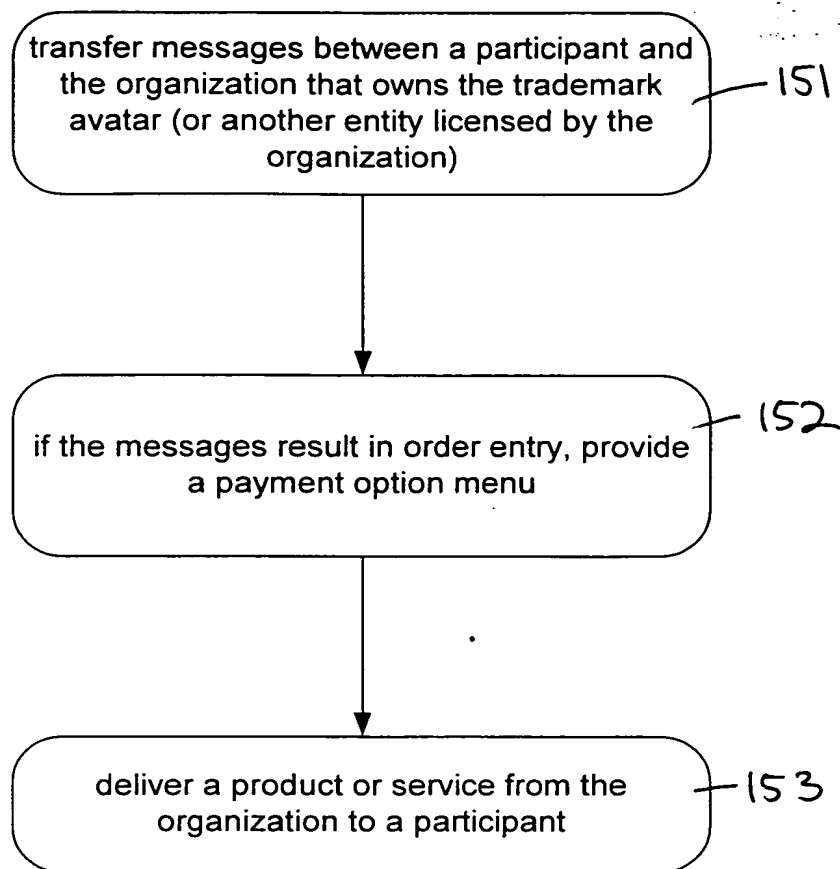 transfer messages between a participant and
the organization that owns the trademark
avatar (or another entity licensed by the
organization)
151
if the messages result in order entry, provide
a payment option menu
152
deliver a product or service from the
organization to a participant
153